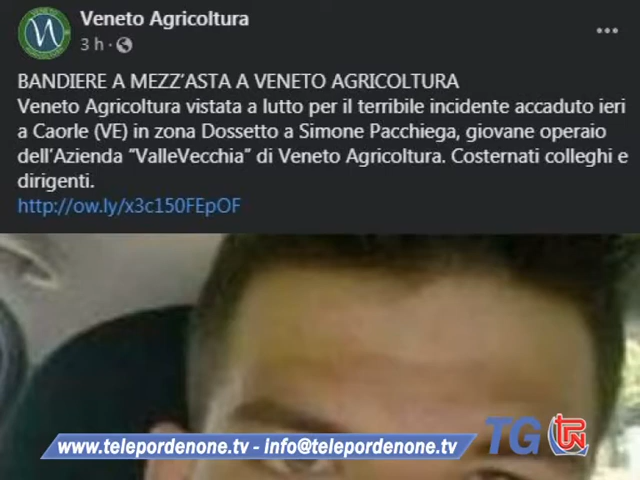 Veneto Agricoltura
3 h ·
BANDIERE A MEZZ'ASTA A VENETO AGRICOLTURA
Veneto Agricoltura vistata a lutto per il terribile incidente accaduto ieri
a Caorle (VE) in zona Dossetto a Simone Pacchiega, giovane operaio
dell'Azienda "ValleVecchia" di Veneto Agricoltura. Costernati colleghi e
dirigenti.
http://ow.ly/x3c150FEpOF
www.telepordenone.tv - info@telepordenone.tv
TG TPN